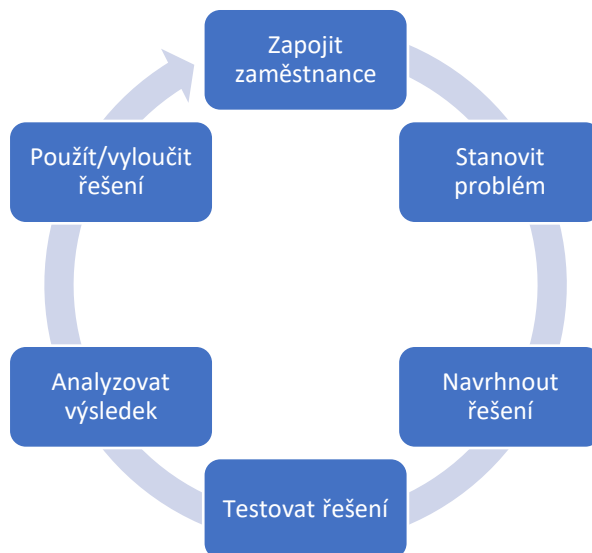 Zapojit
zaměstnance
Stanovit
problém
Navrhnout
řešení
Testovat řešení
Analyzovat
výsledek
Použít/vyloučit
řešení